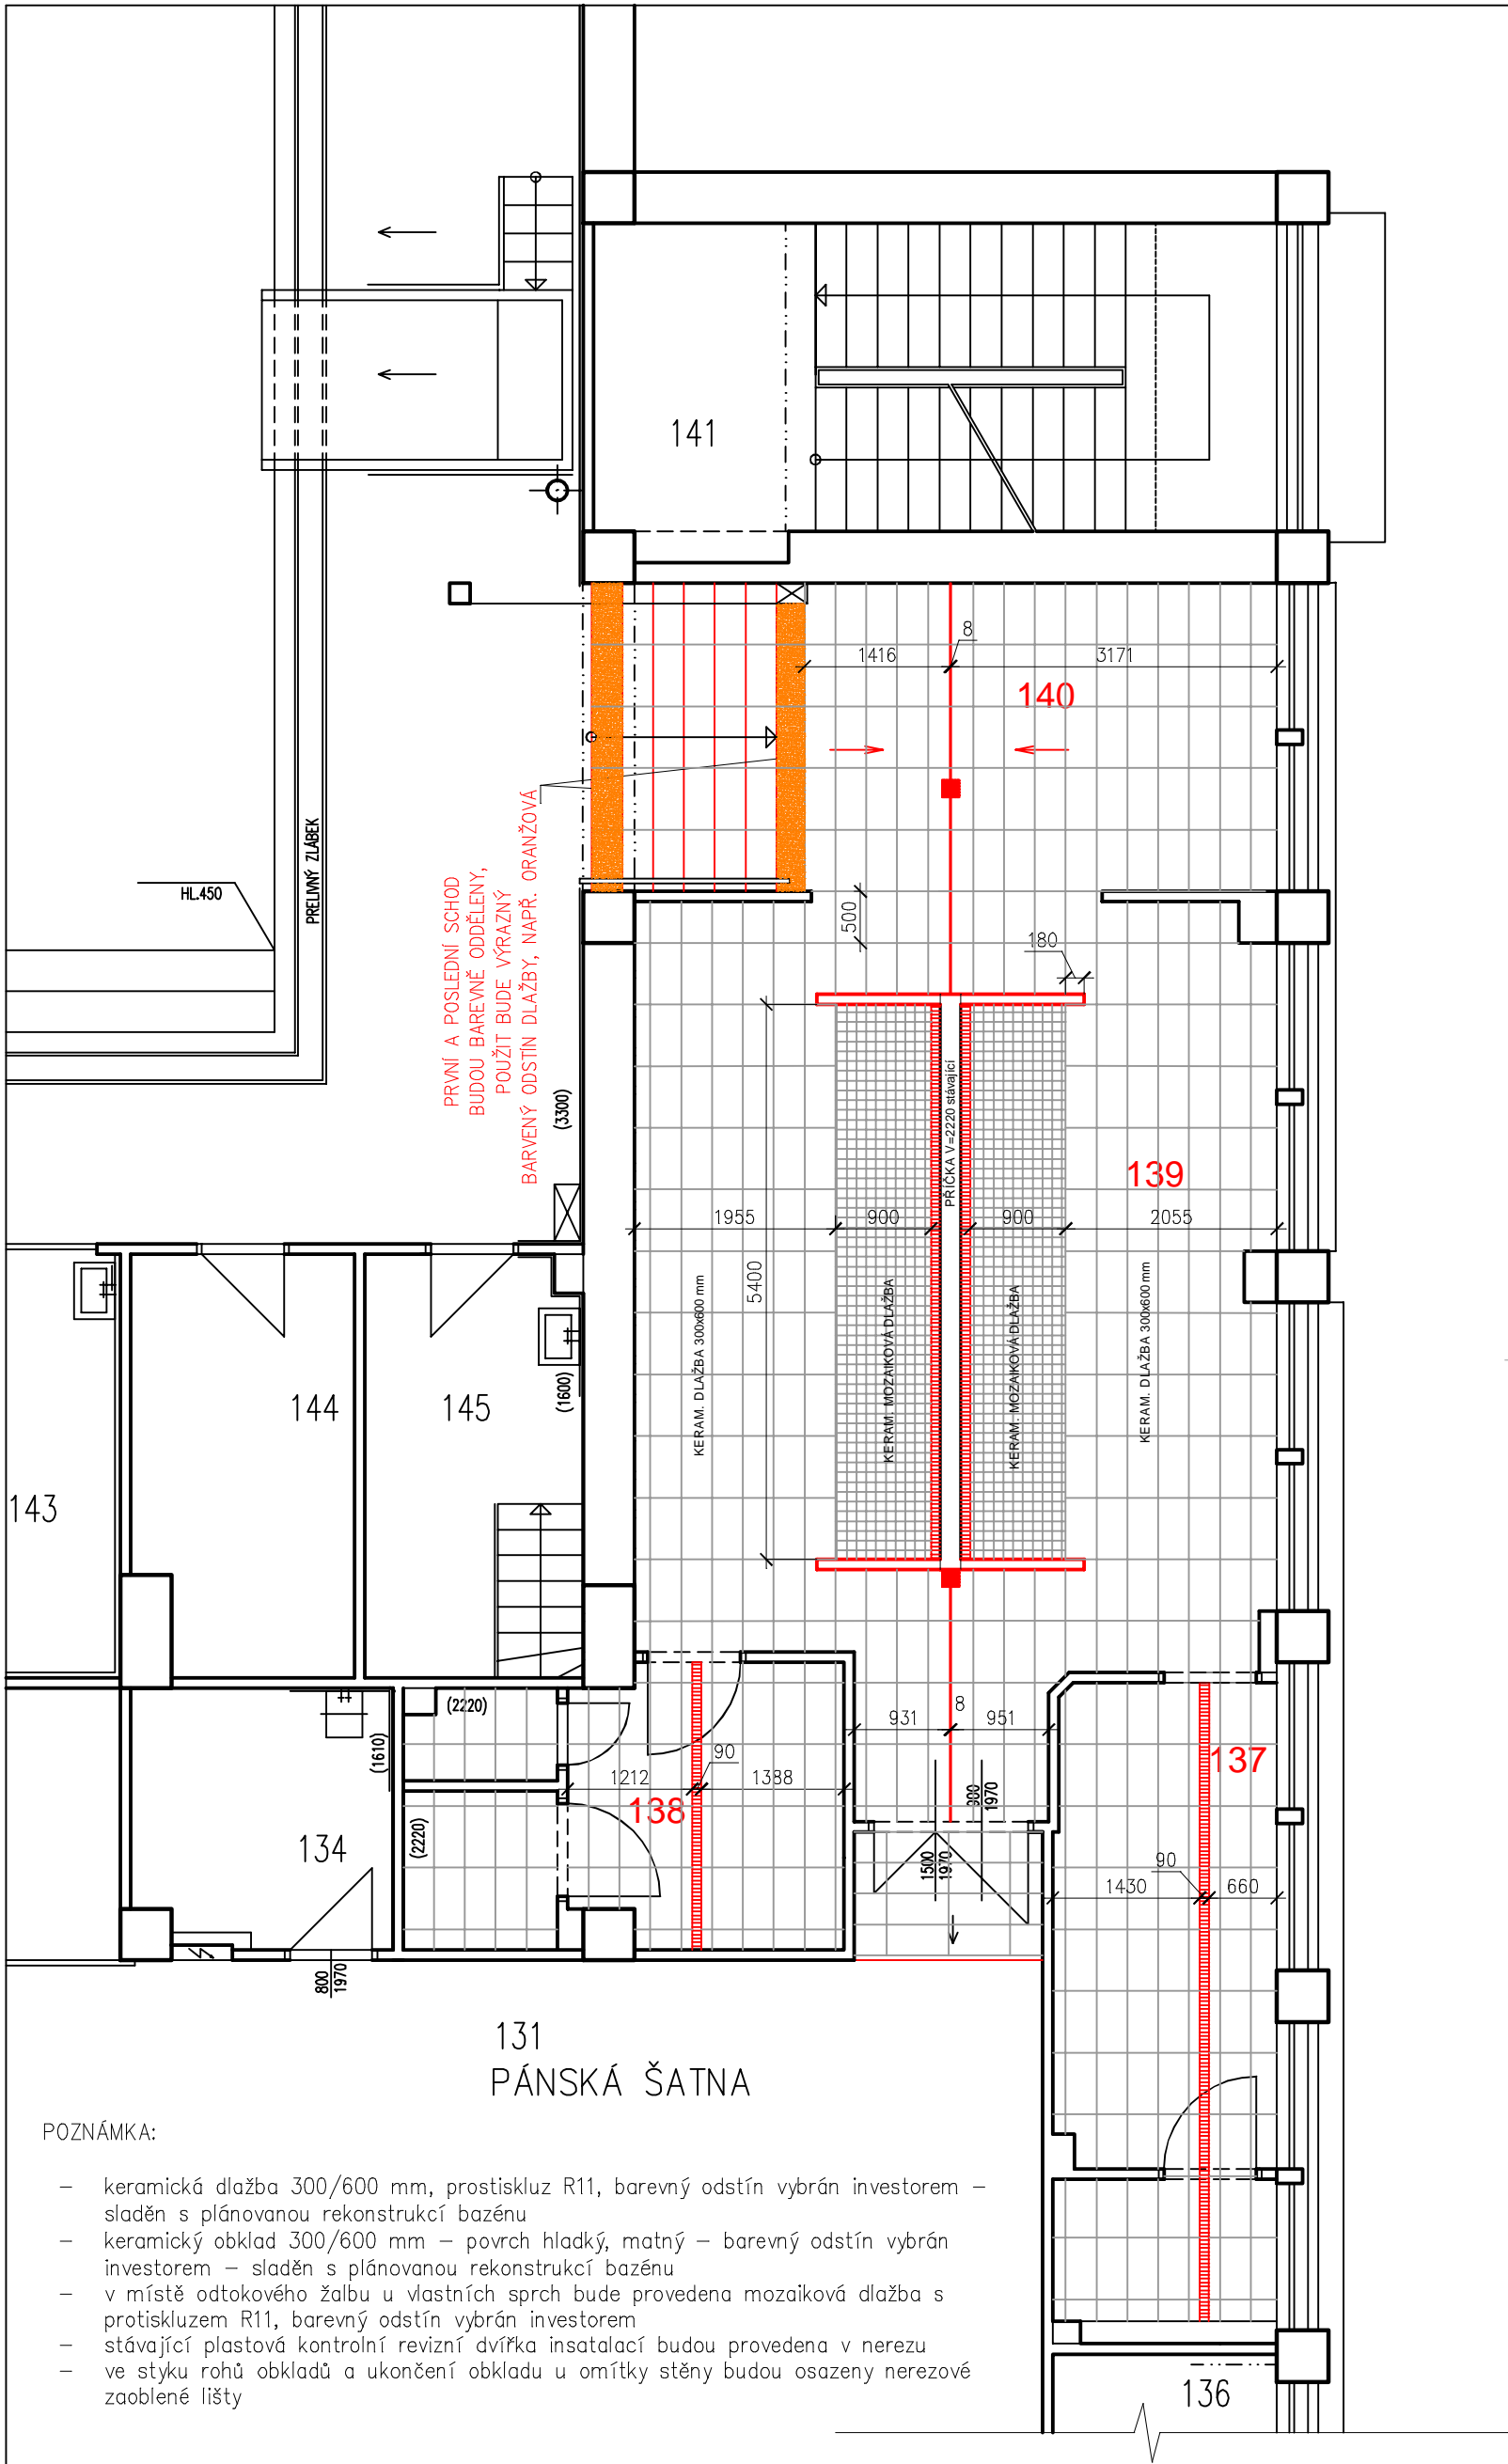 141
8
1416
3171
140
HL.450
PRELIVNÝ ZLÁBEK
PRVNÍ A POSLEDNÍ SCHOD
BUDOU BAREVNĚ ODDĚLENY,
POUŽIT BUDE VÝRAZNÝ
BARVENÝ ODSTÍN DLAŽBY, NAPŘ. ORANŽOVÁ
500
180
(3300)
PŘÍČKA V=2220 stávající
139
1955
900
900
2055
5400
KERAM. DLAŽBA 300x600 mm
KERAM. MOZAIKOVÁ DLAŽBA
KERAM. MOZAIKOVÁ DLAŽBA
KERAM. DLAŽBA 300x600 mm
144
145
(1600)
143
(2220)
(1610)
931
8
951
90
1212
1388
138
137
900
1970
134
(2220)
1500
1970
90
1430
660
800
1970
131
PÁNSKÁ ŠATNA
POZNÁMKA:
– keramická dlažba 300/600 mm, prostiskluz R11, barevný odstín vybrán investorem –
sladěn s plánovanou rekonstrukcí bazénu
– keramický obklad 300/600 mm – povrch hladký, matný – barevný odstín vybrán
investorem – sladěn s plánovanou rekonstrukcí bazénu
– v místě odtokového žalbu u vlastních sprch bude provedena mozaiková dlažba s
protiskluzem R11, barevný odstín vybrán investorem
– stávající plastová kontrolní revizní dvířka insatalací budou provedena v nerezu
– ve styku rohů obkladů a ukončení obkladu u omítky stěny budou osazeny nerezové
zaoblené lišty
136